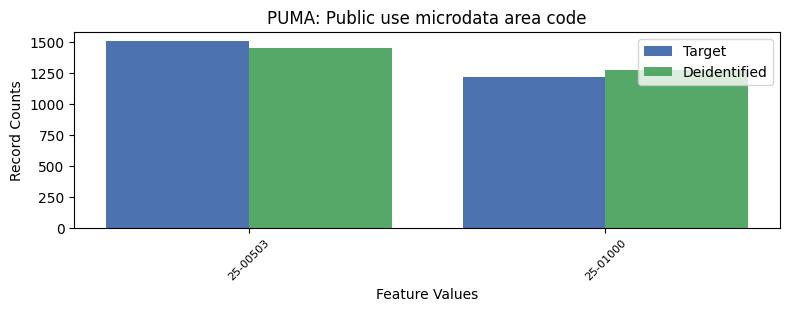 PUMA: Public use microdata area code
Record Counts
1500
1250
1000
750
500
250
0
Target
Deidentified
25-00503
25-01000
Feature Values